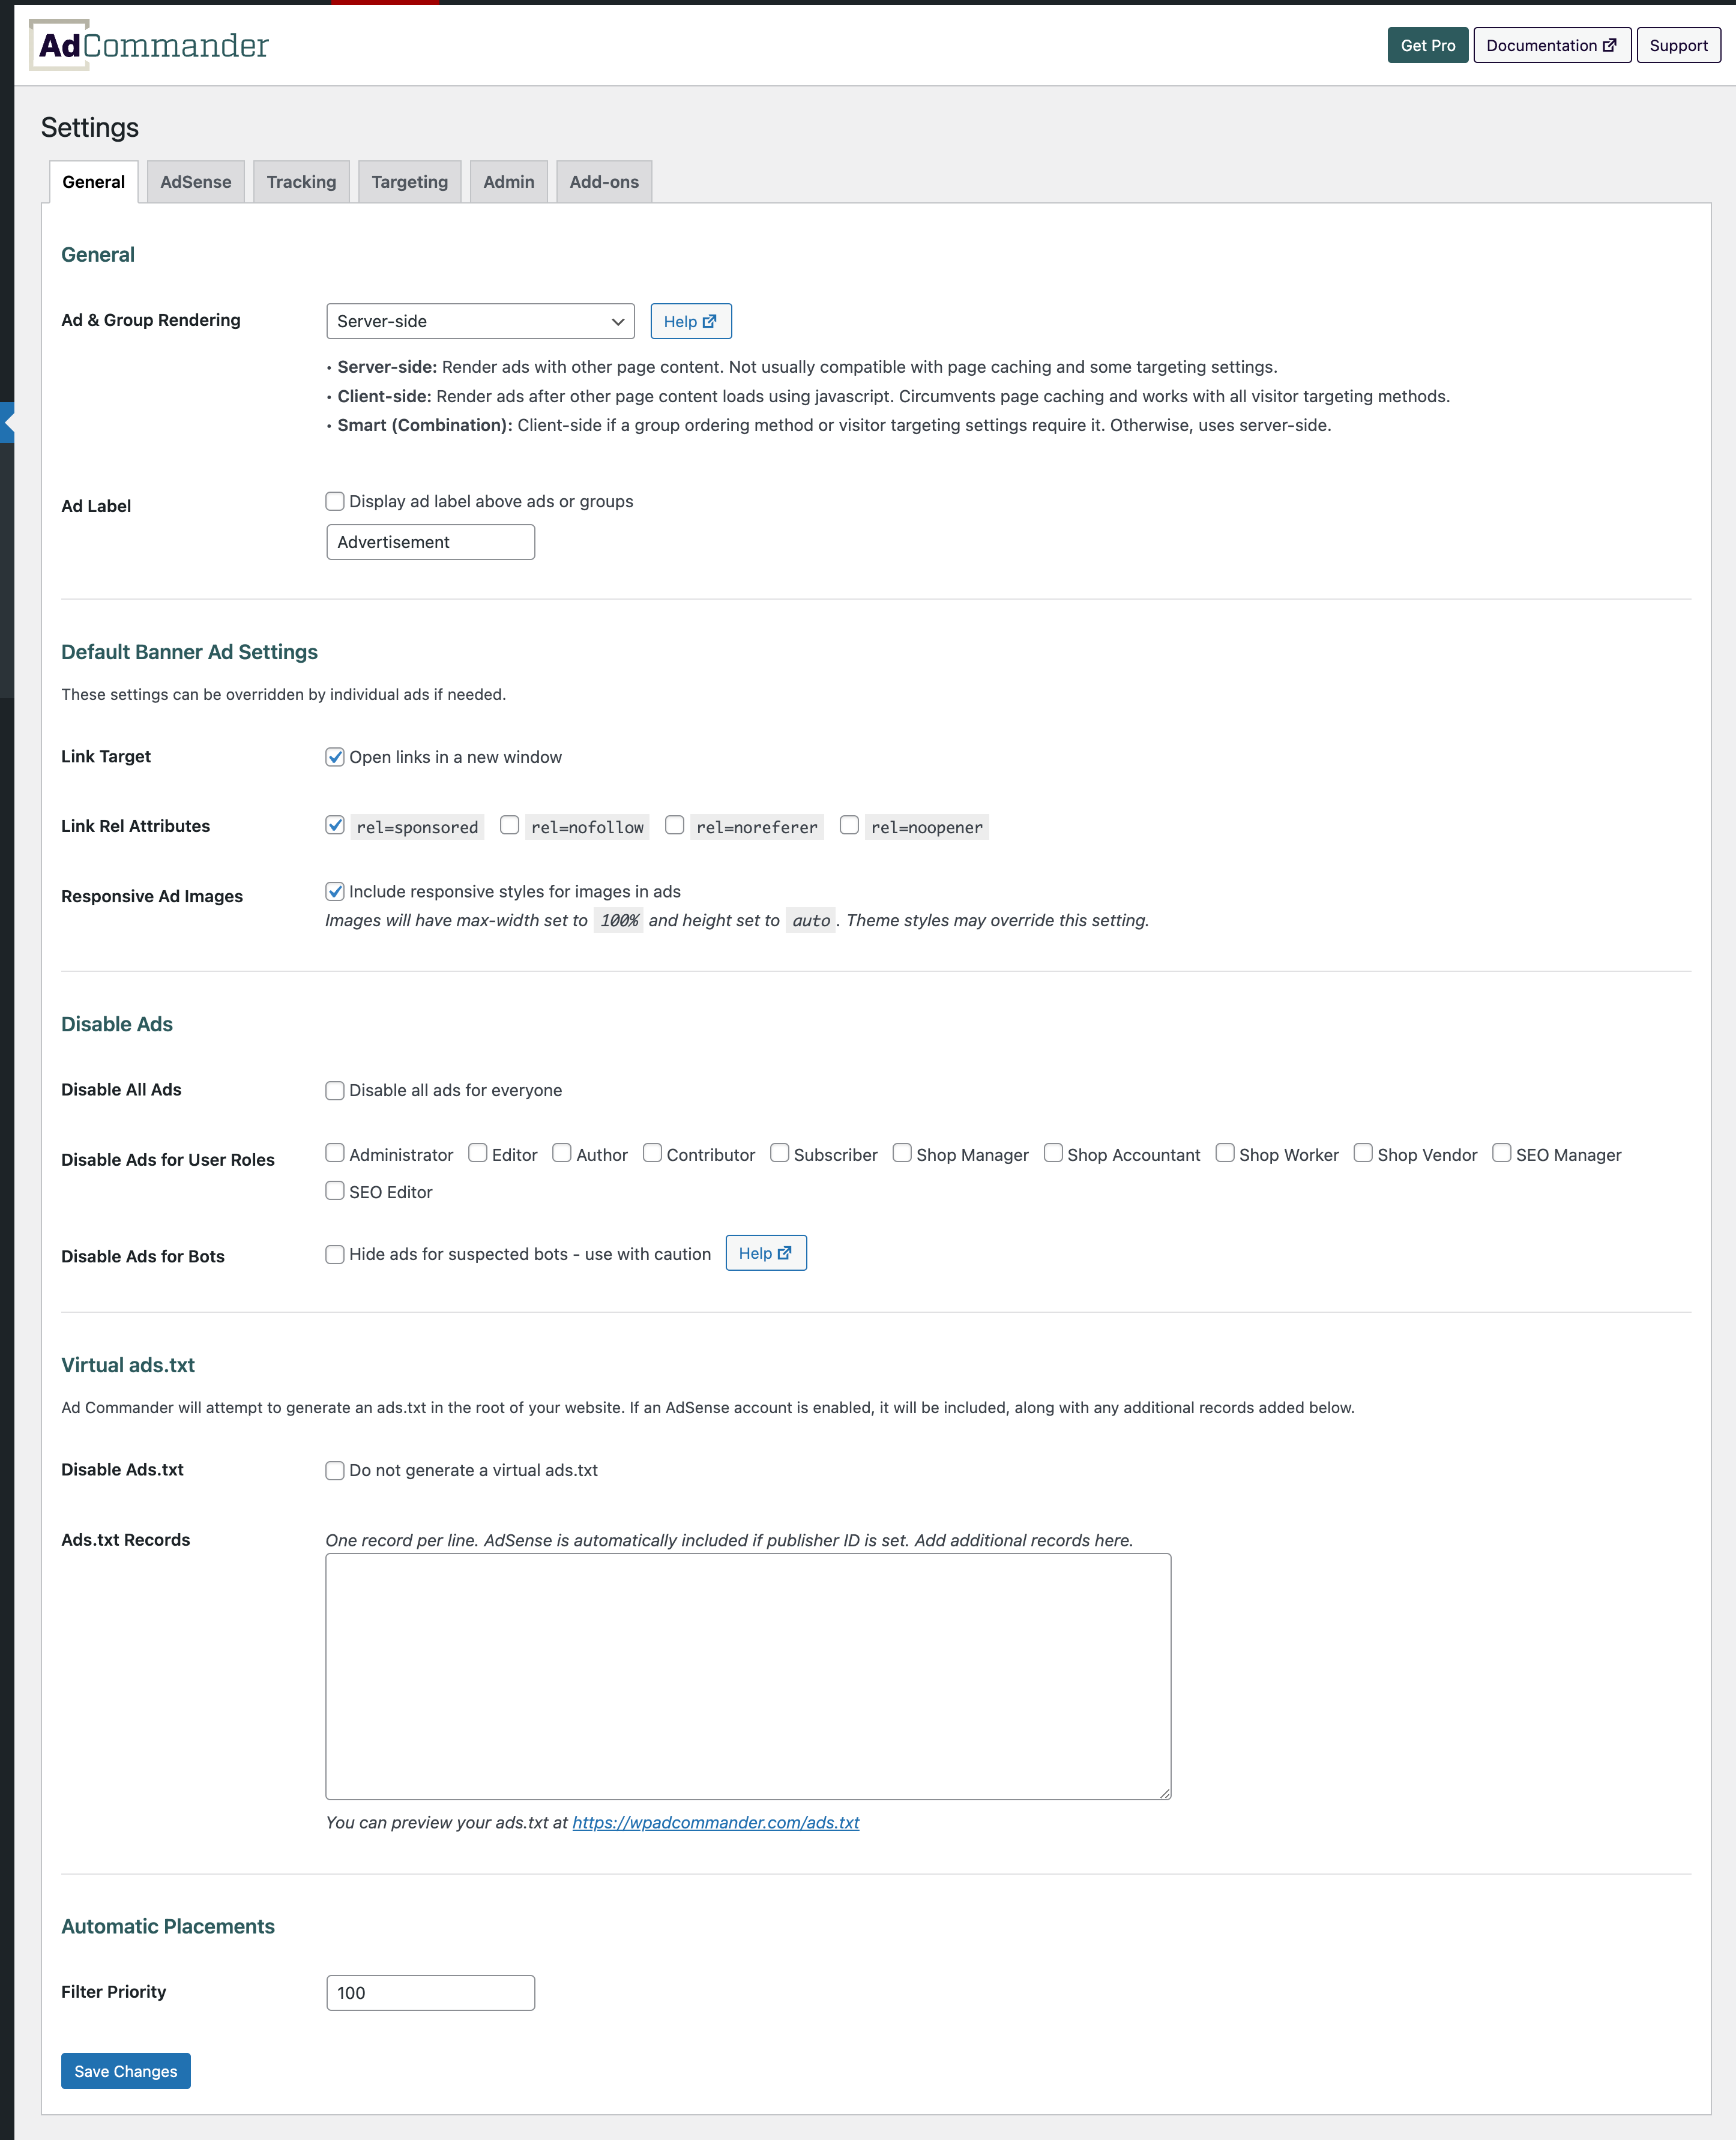 AdCommander
Get Pro Documentation Support
Settings
General AdSense Tracking Targeting Admin Add-ons
General
Ad & Group Rendering Server-side Help
• Server-side: Render ads with other page content. Not usually compatible with page caching and some targeting settings.
• Client-side: Render ads after other page content loads using javascript. Circumvents page caching and works with all visitor targeting methods.
• Smart (Combination): Client-side if a group ordering method or visitor targeting settings require it. Otherwise, uses server-side.
Ad Label Display ad label above ads or groups
Advertisement
Default Banner Ad Settings
These settings can be overridden by individual ads if needed.
Link Target Open links in a new window
Link Rel Attributes rel=sponsored rel=nofollow rel=noreferer rel=noopener
Responsive Ad Images Include responsive styles for images in ads
Images will have max-width set to 100% and height set to auto. Theme styles may override this setting.
Disable Ads
Disable All Ads Disable all ads for everyone
Disable Ads for User Roles Administrator Editor Author Contributor Subscriber Shop Manager Shop Accountant Shop Worker Shop Vendor SEO Manager
SEO Editor
Disable Ads for Bots Hide ads for suspected bots - use with caution Help
Virtual ads.txt
Ad Commander will attempt to generate an ads.txt in the root of your website. If an AdSense account is enabled, it will be included, along with any additional records added below.
Disable Ads.txt Do not generate a virtual ads.txt
Ads.txt Records One record per line. AdSense is automatically included if publisher ID is set. Add additional records here.
You can preview your ads.txt at https://wpadcommander.com/ads.txt
Automatic Placements
Filter Priority 100
Save Changes